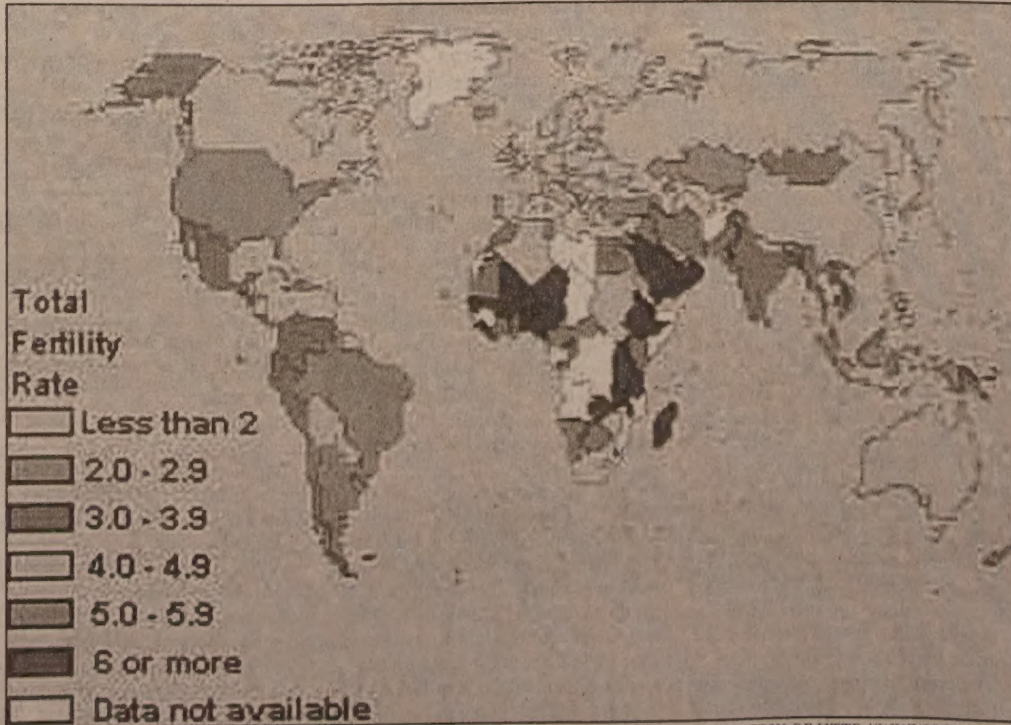 Total
Fertility
Rate
Less than 2
2.0 - 2.9
3.0 - 3.9
4.0 - 4.9
5.0 - 5.9
6 or more
Data not available